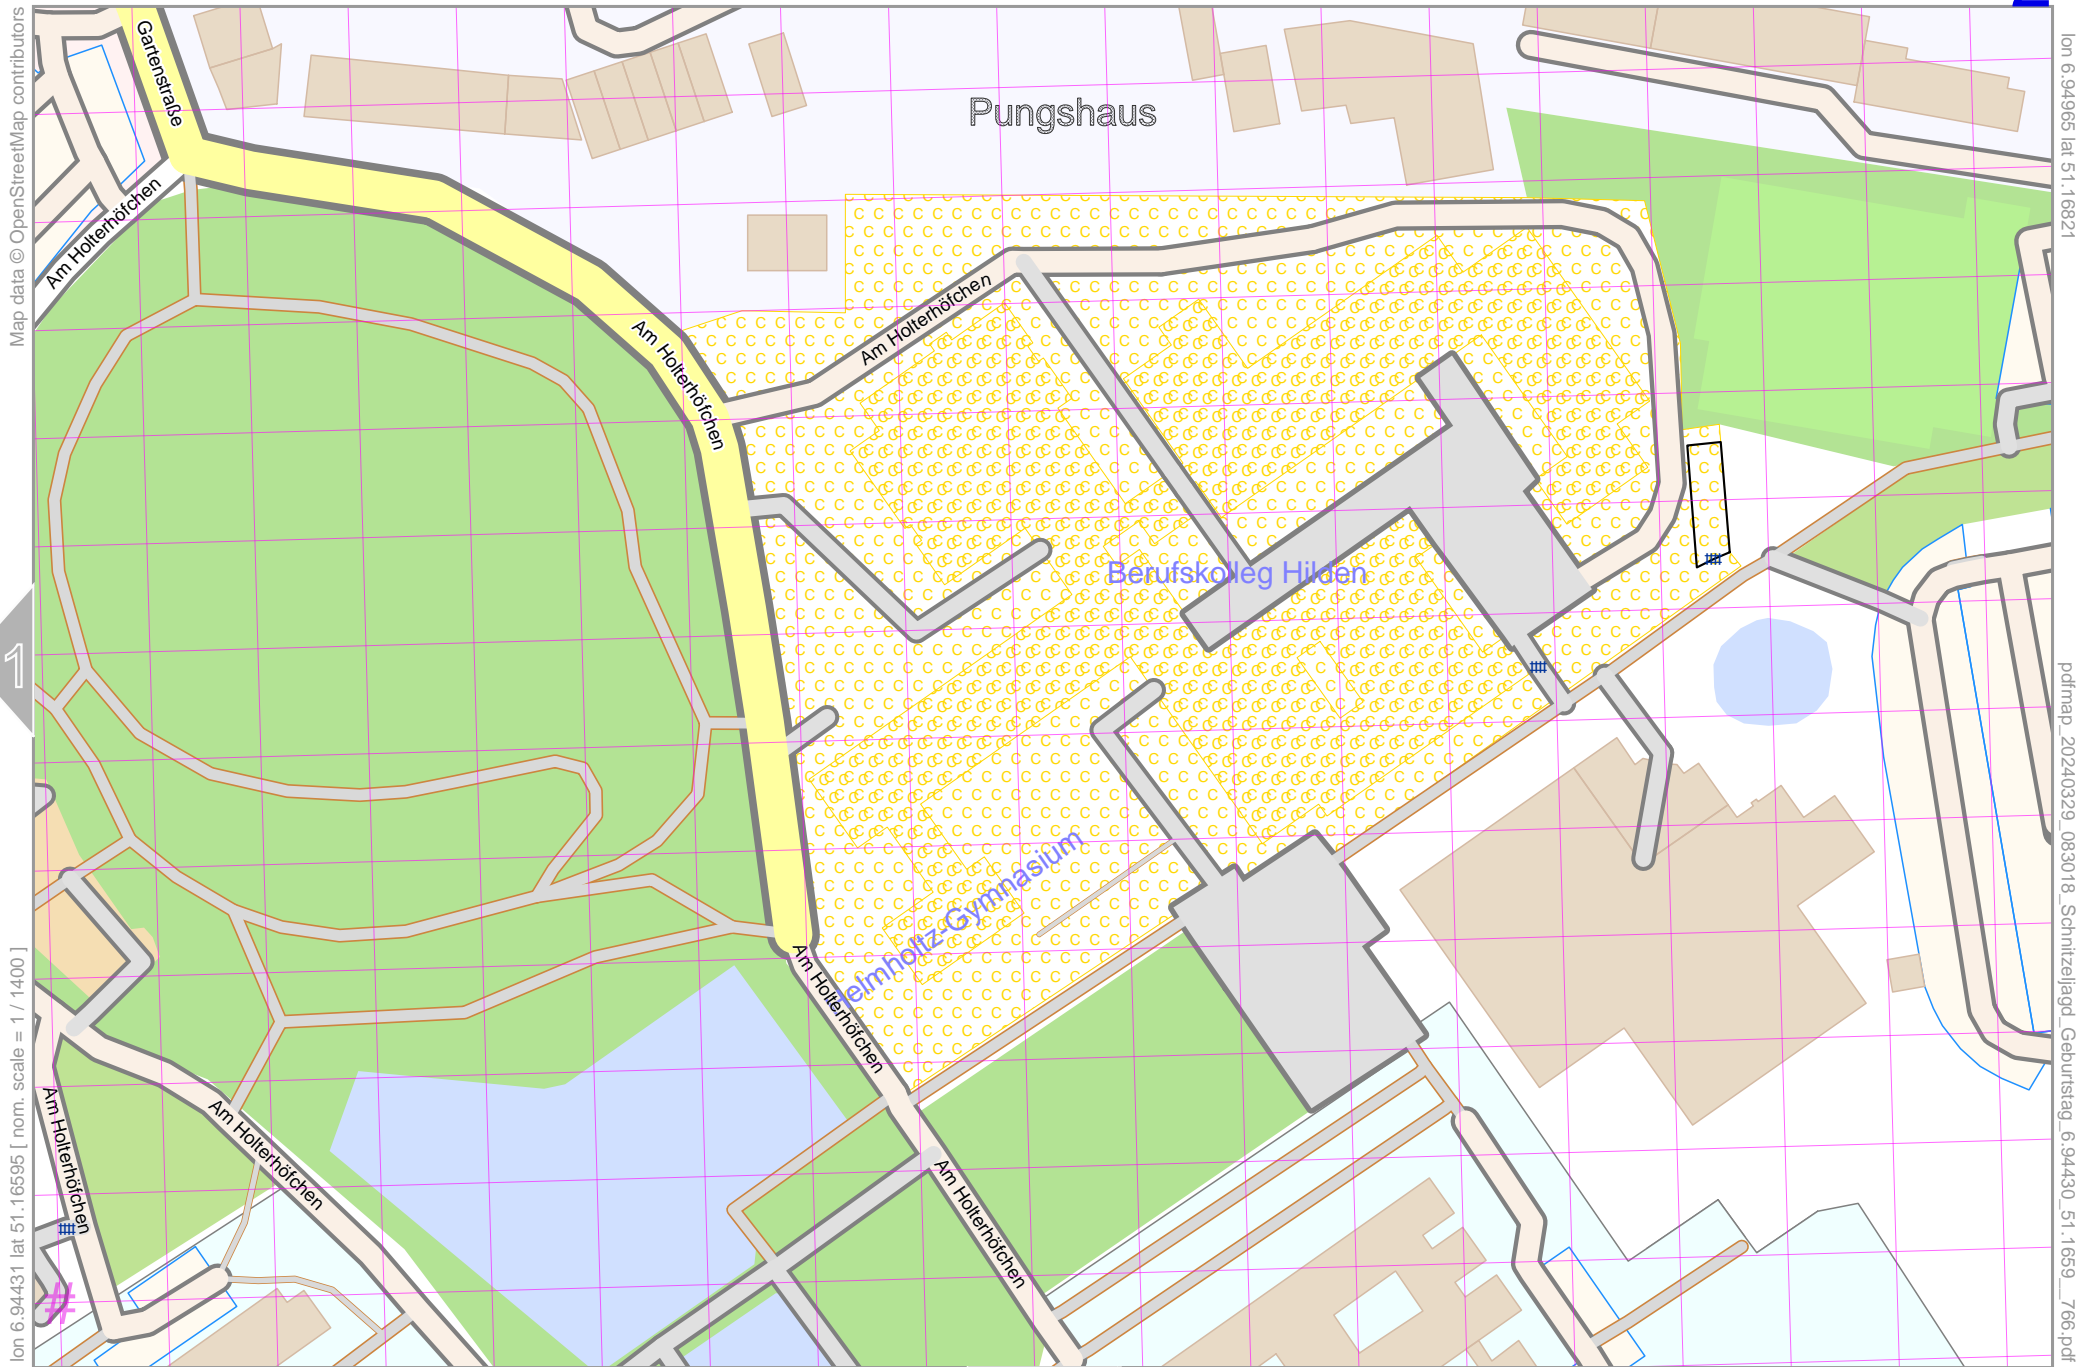 Map data © OpenStreetMap contributors
lon 6.94965 lat 51.16821
Gartenstraße
Pungshaus
Am Holterhöfchen
Am Holterhöfchen
Am Holterhöfchen
Berufskolleg Hilden
1
Helmholtz-Gymnasium
Am Holterhöfchen
Am Holterhöfchen
Am Holterhöfchen
Am Holterhöfchen
#
lon 6.94431 lat 51.16595 [ nom. scale = 1 / 1400 ]
pdfmap_20240329_083018_Schnitzeljagd_Geburtstag_6.94430_51.1659__766.pdf